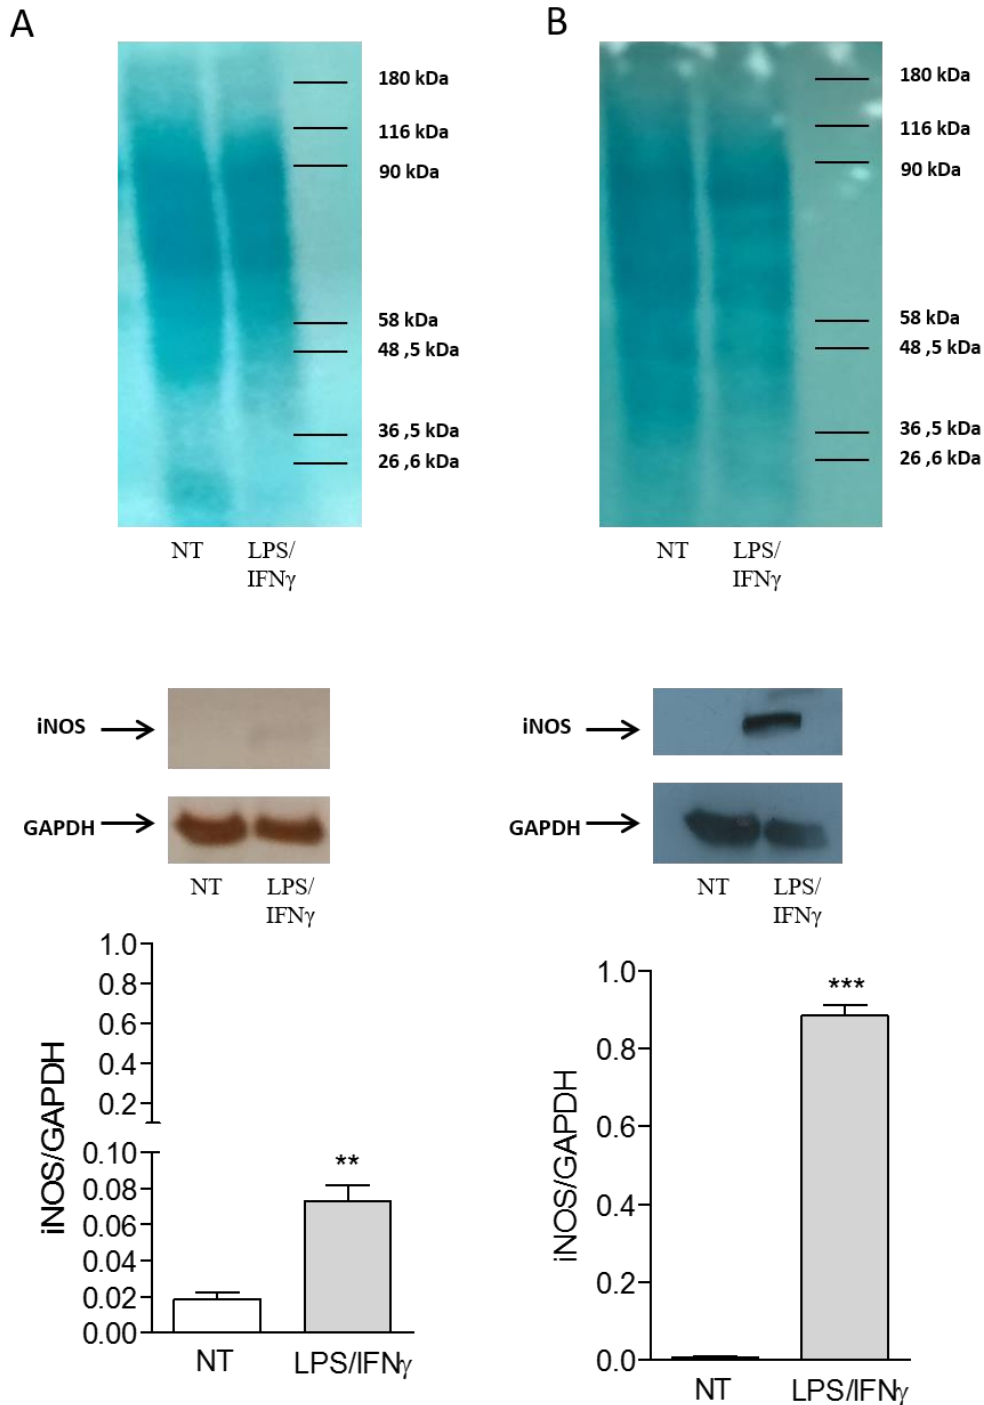 A
180 kDa
116 kDa
90 kDa
58 kDa
48 ,5 kDa
36 ,5 kDa
26 ,6 kDa
NT
LPS/
IFNγ
iNOS
GAPDH
NT
LPS/
IFNγ
iNOS/GAPDH
1.0
0.8
0.6
0.4
0.2
0.10
0.08
0.06
0.04
0.02
0.00
**
NT
LPS/IFNγ
B
180 kDa
116 kDa
90 kDa
58 kDa
48 ,5 kDa
36 ,5 kDa
26 ,6 kDa
NT
LPS/
IFNγ
iNOS
GAPDH
NT
LPS/
IFNγ
iNOS/GAPDH
1.0
0.8
0.6
0.4
0.2
0.0
***
NT
LPS/IFNγ